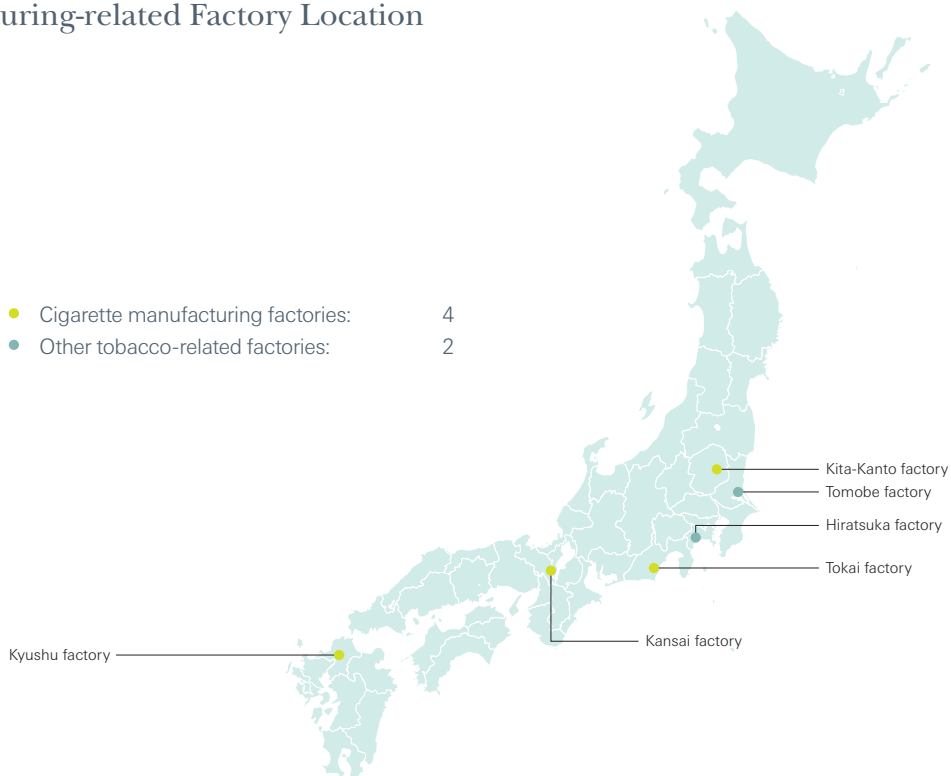 uring-related Factory Location
Cigarette manufacturing factories: 4
Other tobacco-related factories: 2
Kita-Kanto factory
Tomobe factory
Hiratsuka factory
Tokai factory
Kansai factory
Kyushu factory